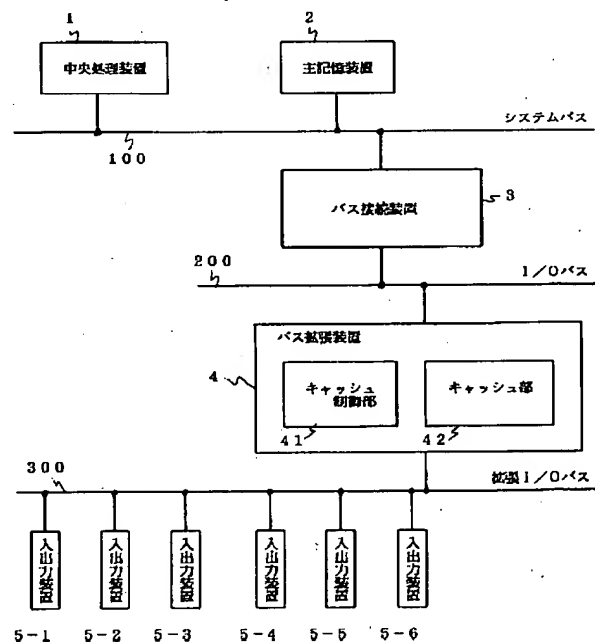 1
2
中央処理装置
主記憶装置
システムバス
100
バス接続装置
3
200
I/Oバス
バス拡張装置
4
キャッシュ
制御部
キャッシュ部
41
42
300
拡張I/Oバス
入出力装置
入出力装置
入出力装置
入出力装置
入出力装置
入出力装置
5-1
5-2
5-3
5-4
5-5
5-6